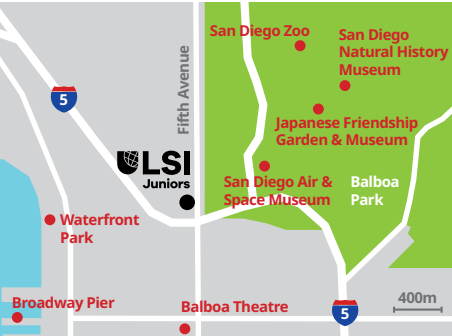 San Diego Zoo
San Diego
Natural History
Museum
5
Fifth Avenue
Japanese Friendship
Garden & Museum
LSI
Juniors
San Diego Air &
Space Museum
Balboa
Park
Waterfront
Park
Broadway Pier
Balboa Theatre
5
400m